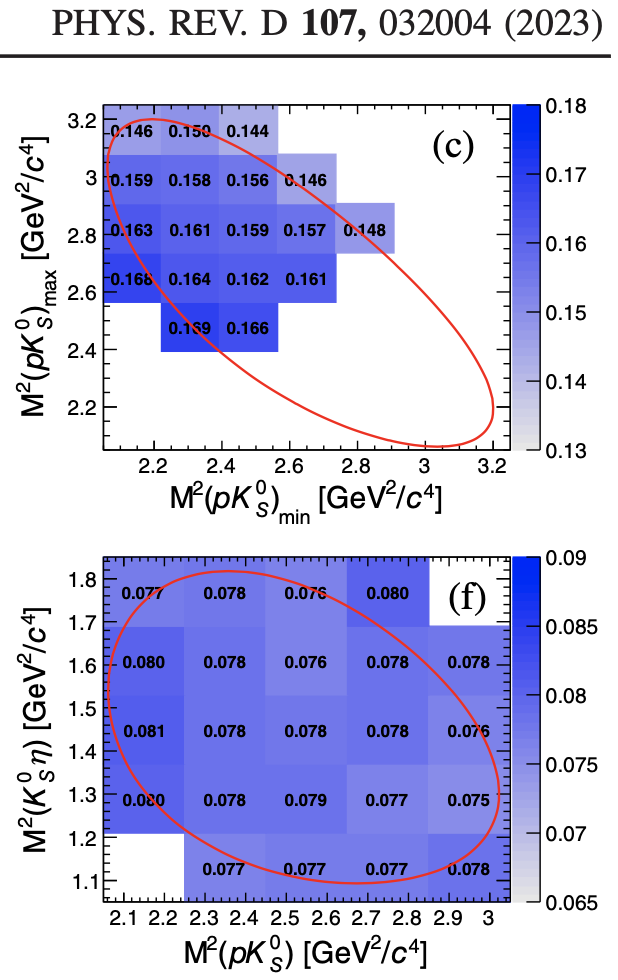 PHYS. REV. D 107, 032004 (2023)
(c)
M²(pK⁰_S)_max [GeV²/c⁴]
3.2
3
2.8
2.6
2.4
2.2
0.146 0.150 0.144
0.159 0.158 0.156 0.146
0.163 0.161 0.159 0.157 0.148
0.168 0.164 0.162 0.161
0.169 0.166
2.2 2.4 2.6 2.8 3 3.2
M²(pK⁰_S)_min [GeV²/c⁴]
0.18
0.17
0.16
0.15
0.14
0.13
(f)
M²(K⁰_Sη) [GeV²/c⁴]
1.8
1.7
1.6
1.5
1.4
1.3
1.2
1.1
0.077 0.078 0.076 0.080
0.080 0.078 0.076 0.078 0.078
0.081 0.078 0.078 0.078 0.076
0.080 0.078 0.079 0.077 0.075
0.077 0.077 0.077 0.078
2.1 2.2 2.3 2.4 2.5 2.6 2.7 2.8 2.9 3
M²(pK⁰_S) [GeV²/c⁴]
0.09
0.085
0.08
0.075
0.07
0.065